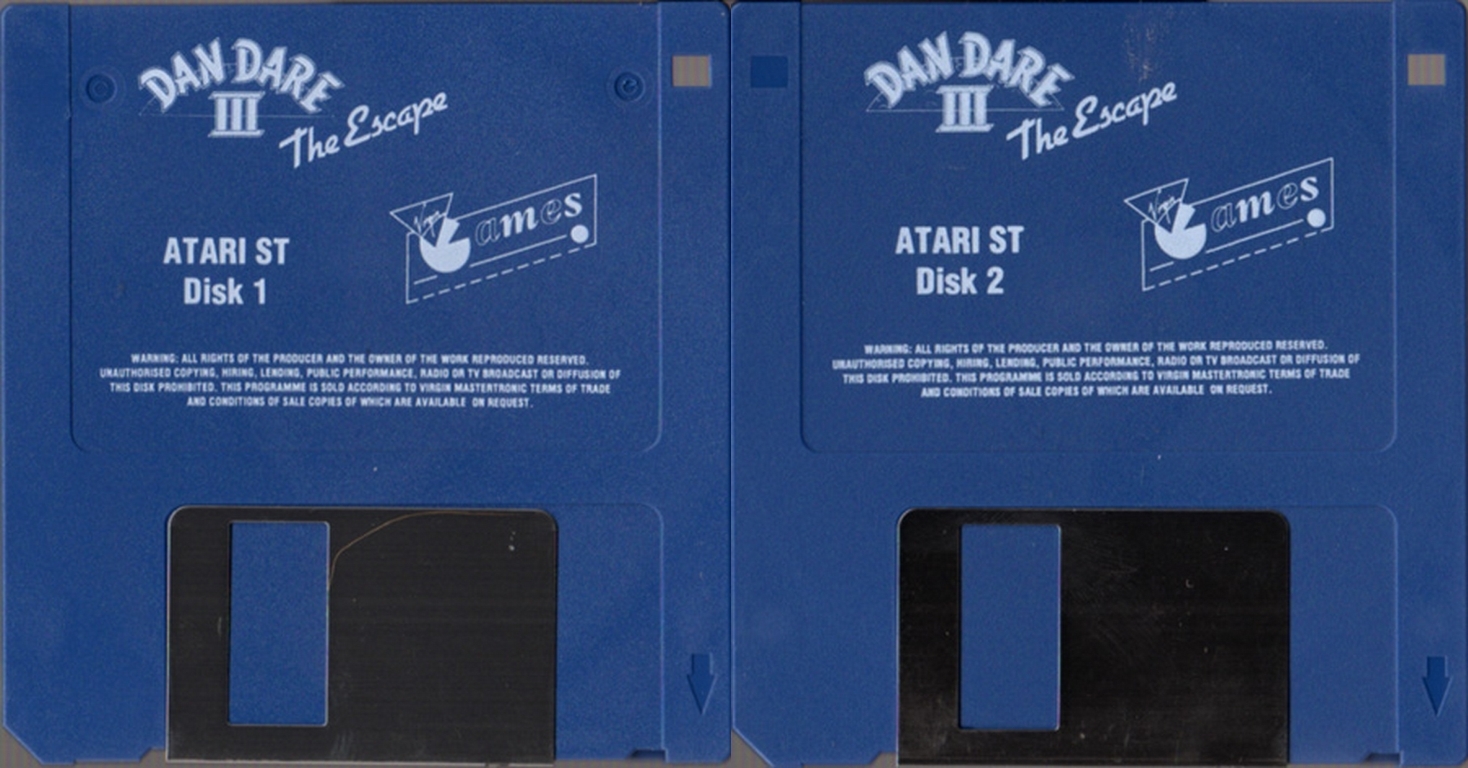 DAN DARE
III
The Escape
Virgin Games
ATARI ST
Disk 1
WARNING: ALL RIGHTS OF THE PRODUCER AND THE OWNER OF THE WORK REPRODUCED RESERVED.
UNAUTHORISED COPYING, HIRING, LENDING, PUBLIC PERFORMANCE, RADIO OR TV BROADCAST OR DIFFUSION OF
THIS DISK PROHIBITED. THIS PROGRAMME IS SOLD ACCORDING TO VIRGIN MASTERTRONIC TERMS OF TRADE
AND CONDITIONS OF SALE COPIES OF WHICH ARE AVAILABLE ON REQUEST.
DAN DARE
III
The Escape
Virgin Games
ATARI ST
Disk 2
WARNING: ALL RIGHTS OF THE PRODUCER AND THE OWNER OF THE WORK REPRODUCED RESERVED.
UNAUTHORISED COPYING, HIRING, LENDING, PUBLIC PERFORMANCE, RADIO OR TV BROADCAST OR DIFFUSION OF
THIS DISK PROHIBITED. THIS PROGRAMME IS SOLD ACCORDING TO VIRGIN MASTERTRONIC TERMS OF TRADE
AND CONDITIONS OF SALE COPIES OF WHICH ARE AVAILABLE ON REQUEST.